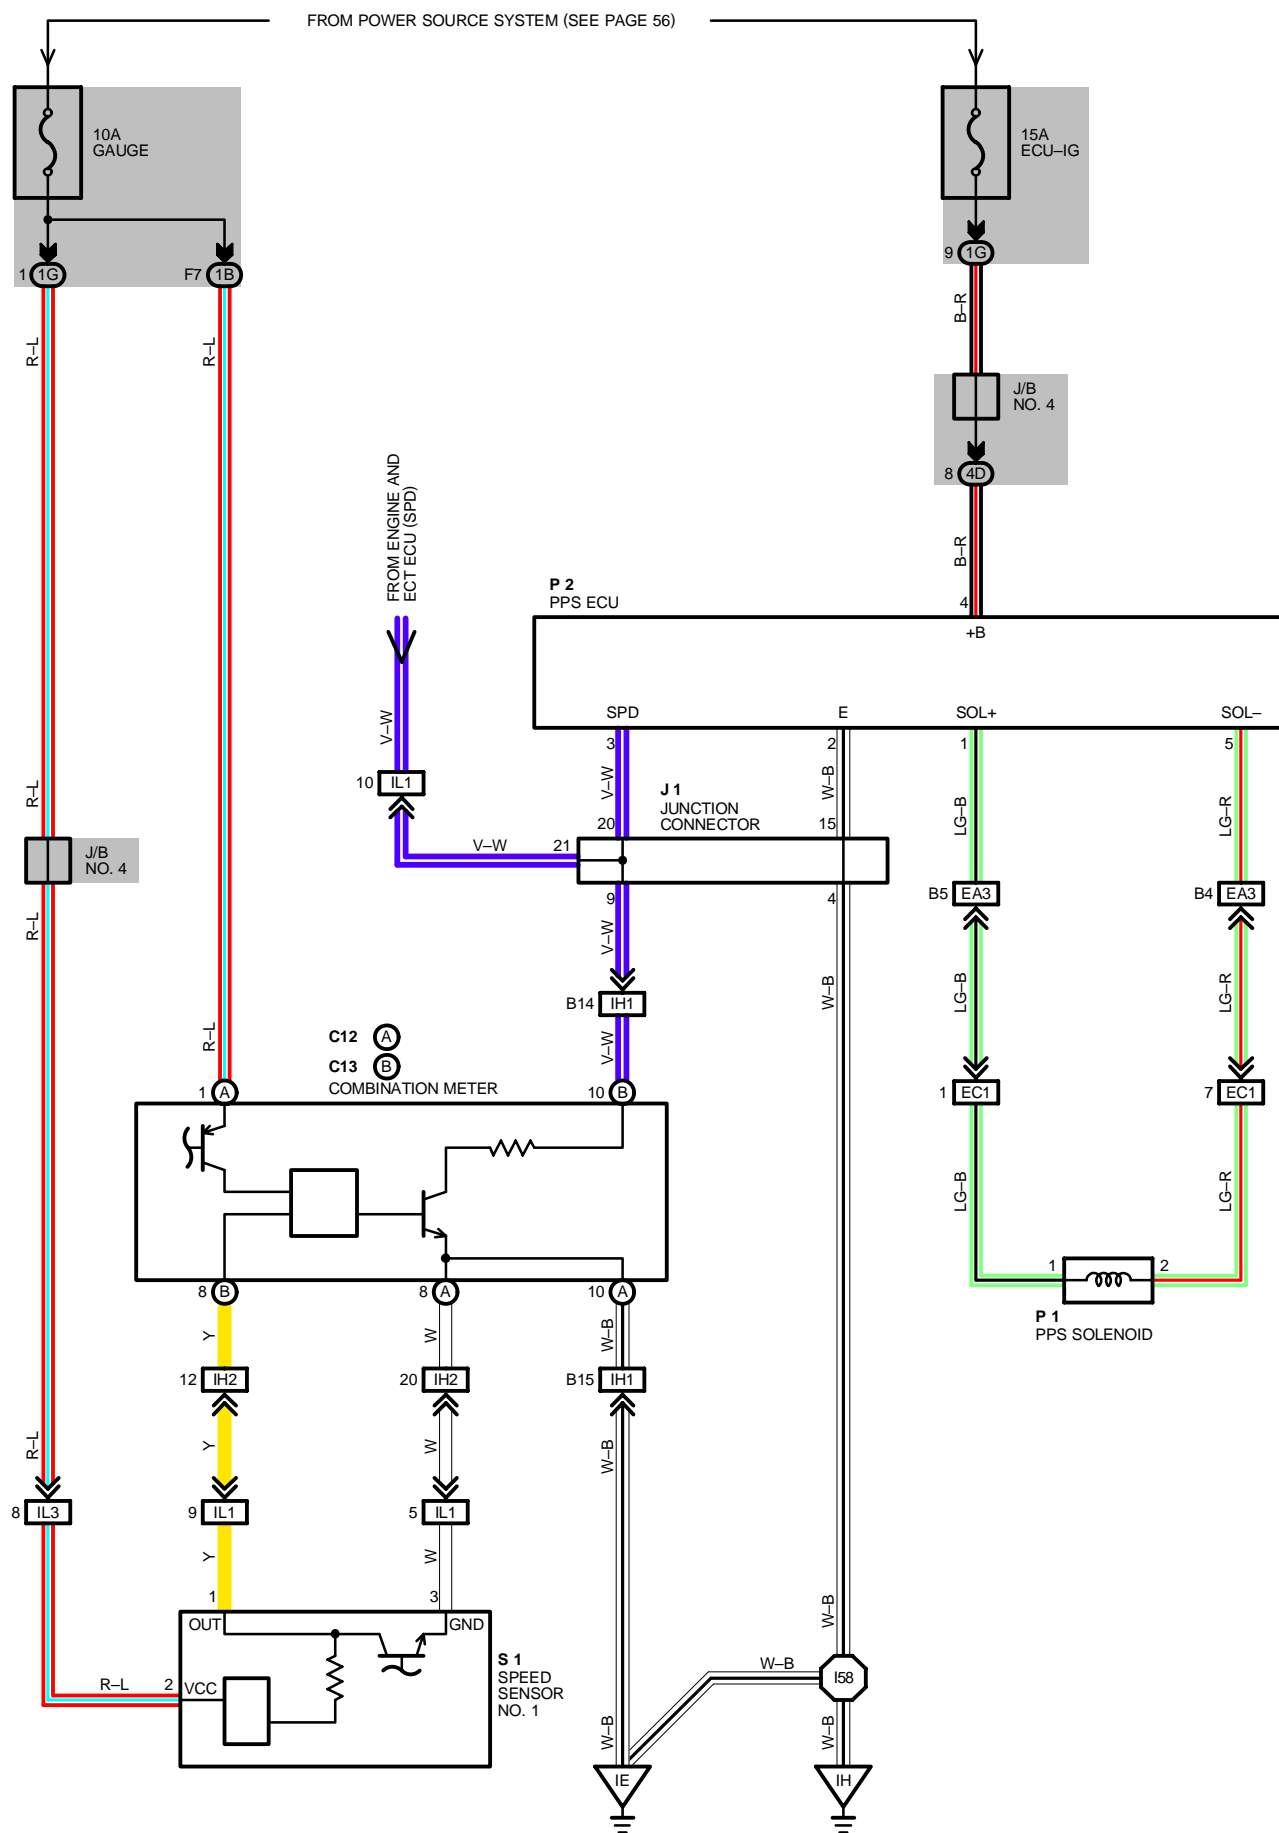 FROM POWER SOURCE SYSTEM (SEE PAGE 56)
10A
GAUGE
15A
ECU–IG
1 1G
F7 1B
9 1G
R–L
R–L
B–R
J/B
NO. 4
8 4D
FROM ENGINE AND
ECT ECU (SPD)
B–R
P 2
PPS ECU
4
+B
SPD
E
SOL+
SOL–
3
2
1
5
V–W
10 IL1
V–W
W–B
R–L
J 1
JUNCTION
CONNECTOR
20
15
LG–B
LG–R
V–W
21
J/B
NO. 4
9
4
B5 EA3
B4 EA3
R–L
V–W
W–B
LG–B
LG–R
B14 IH1
C12 A
C13 B
COMBINATION METER
R–L
V–W
1 A
10 B
1 EC1
7 EC1
LG–B
LG–R
1
2
P 1
PPS SOLENOID
8 B
8 A
10 A
Y
W
W–B
12 IH2
20 IH2
B15 IH1
R–L
Y
W
W–B
8 IL3
9 IL1
5 IL1
Y
W
1
3
W–B
OUT
GND
S 1
SPEED
SENSOR
NO. 1
R–L
2
VCC
W–B
I58
W–B
W–B
IE
IH